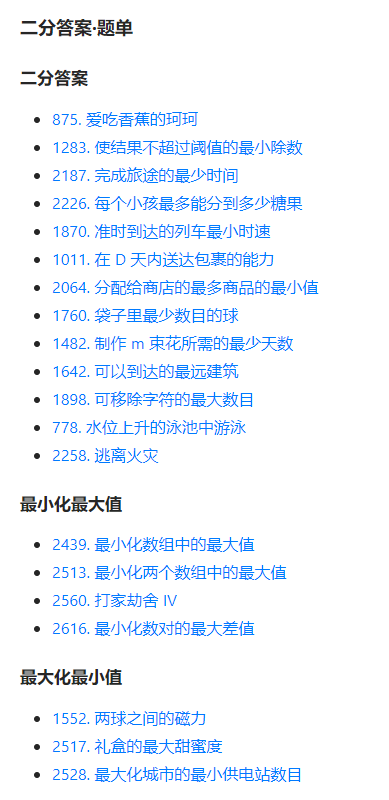 二分答案·题单
二分答案
875. 爱吃香蕉的珂珂
1283. 使结果不超过阈值的最小除数
2187. 完成旅途的最少时间
2226. 每个小孩最多能分到多少糖果
1870. 准时到达的列车最小时速
1011. 在 D 天内送达包裹的能力
2064. 分配给商店的最多商品的最小值
1760. 袋子里最少数目的球
1482. 制作 m 束花所需的最少天数
1642. 可以到达的最远建筑
1898. 可移除字符的最大数目
778. 水位上升的泳池中游泳
2258. 逃离火灾
最小化最大值
2439. 最小化数组中的最大值
2513. 最小化两个数组中的最大值
2560. 打家劫舍 IV
2616. 最小化数对的最大差值
最大化最小值
1552. 两球之间的磁力
2517. 礼盒的最大甜蜜度
2528. 最大化城市的最小供电站数目